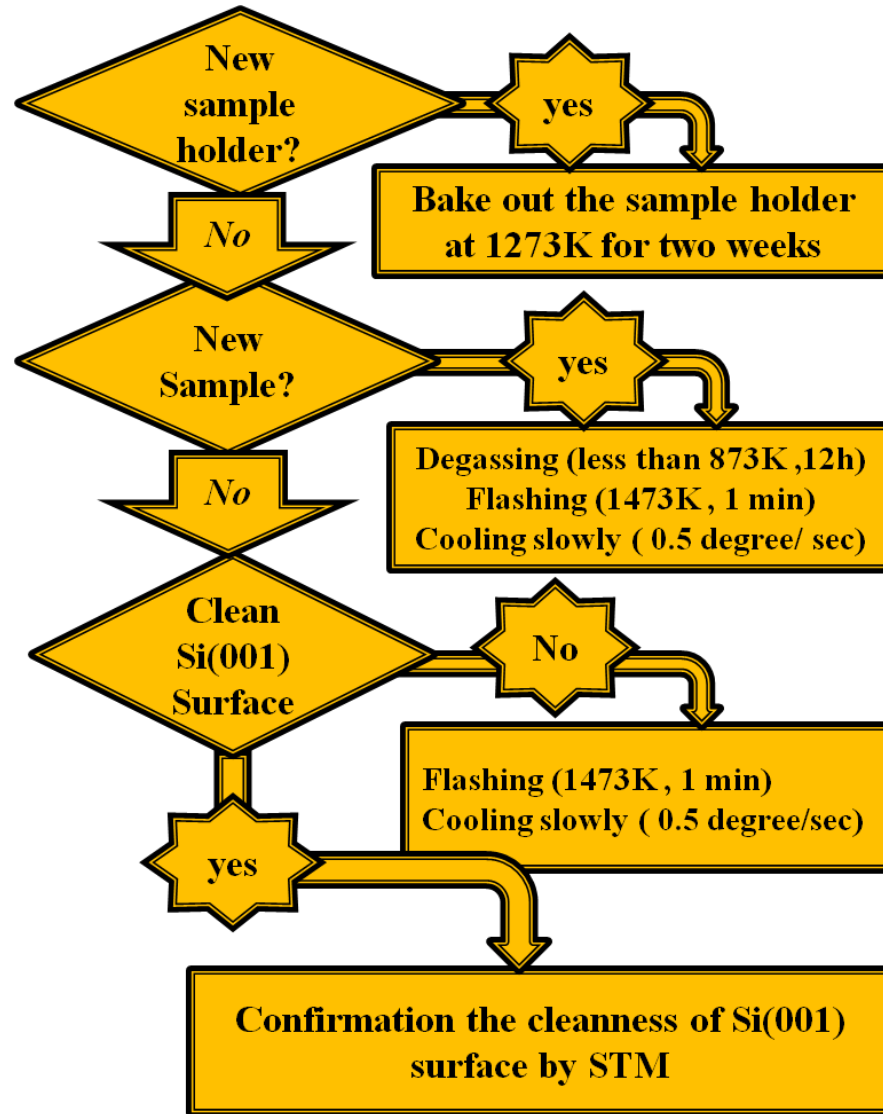 New
sample
holder?
yes
Bake out the sample holder
at 1273K for two weeks
No
New
Sample?
yes
Degassing (less than 873K ,12h)
Flashing (1473K , 1 min)
Cooling slowly ( 0.5 degree/ sec)
No
Clean
Si(001)
Surface
No
Flashing (1473K , 1 min)
Cooling slowly ( 0.5 degree/sec)
yes
Confirmation the cleanness of Si(001)
surface by STM